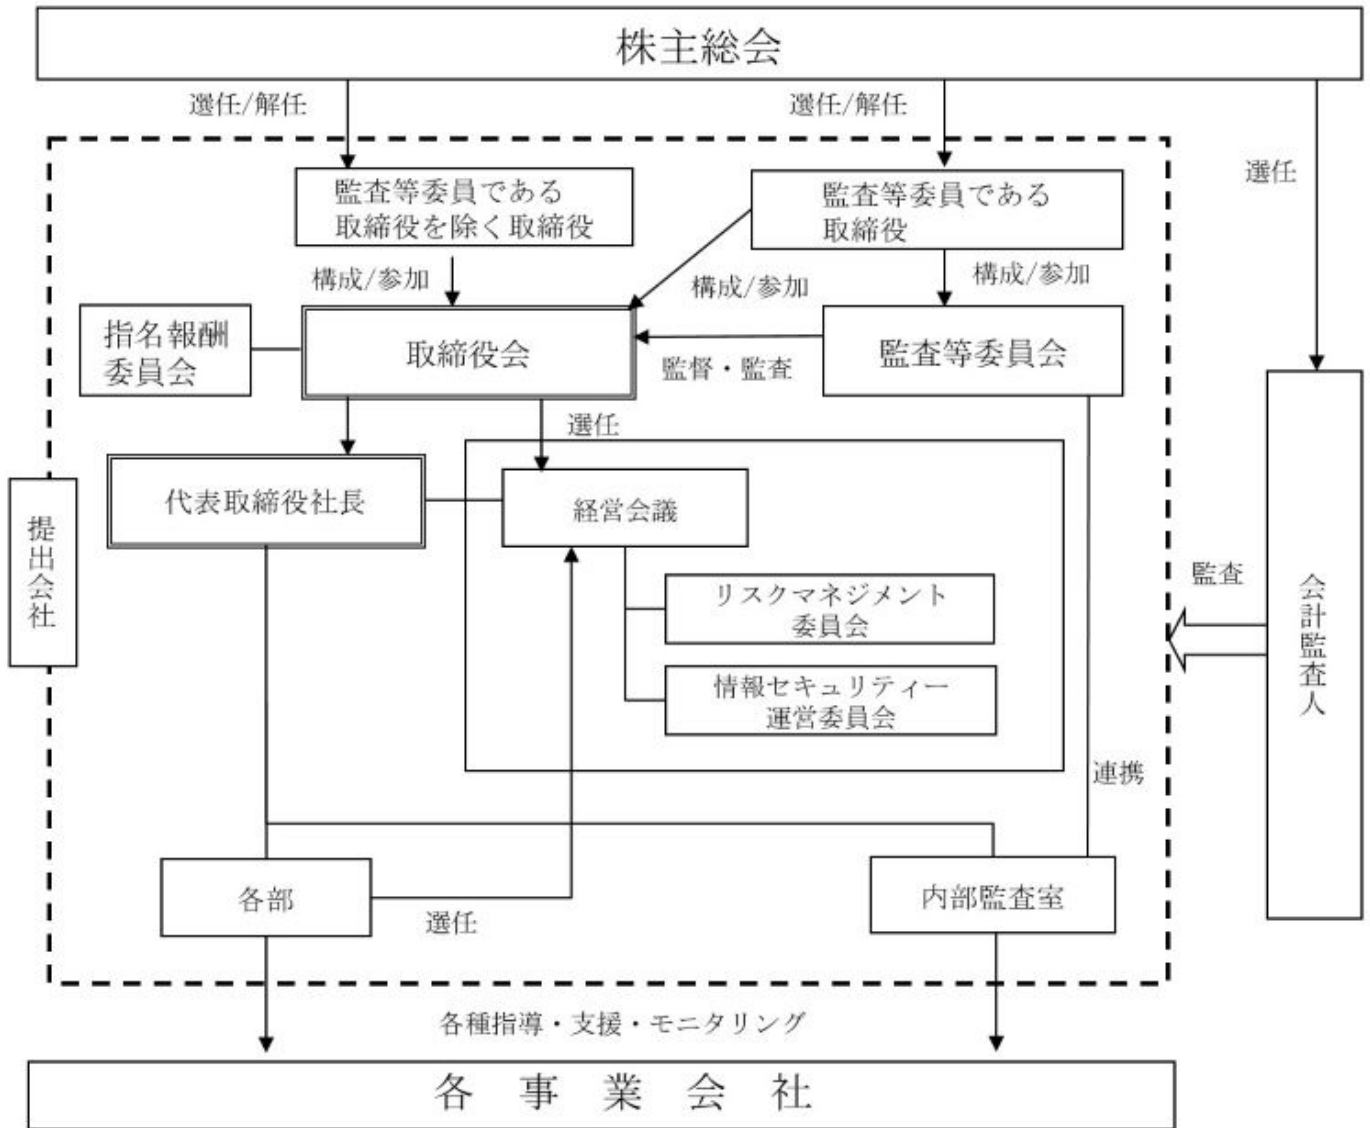 株主総会
選任/解任
選任/解任
選任
監査等委員である
取締役を除く取締役
監査等委員である
取締役
構成/参加
構成/参加
構成/参加
指名報酬
委員会
取締役会
監督・監査
監査等委員会
選任
代表取締役社長
経営会議
提出会社
リスクマネジメント
委員会
監査
会計監査人
情報セキュリティー
運営委員会
連携
各部
選任
内部監査室
各種指導・支援・モニタリング
各事業会社